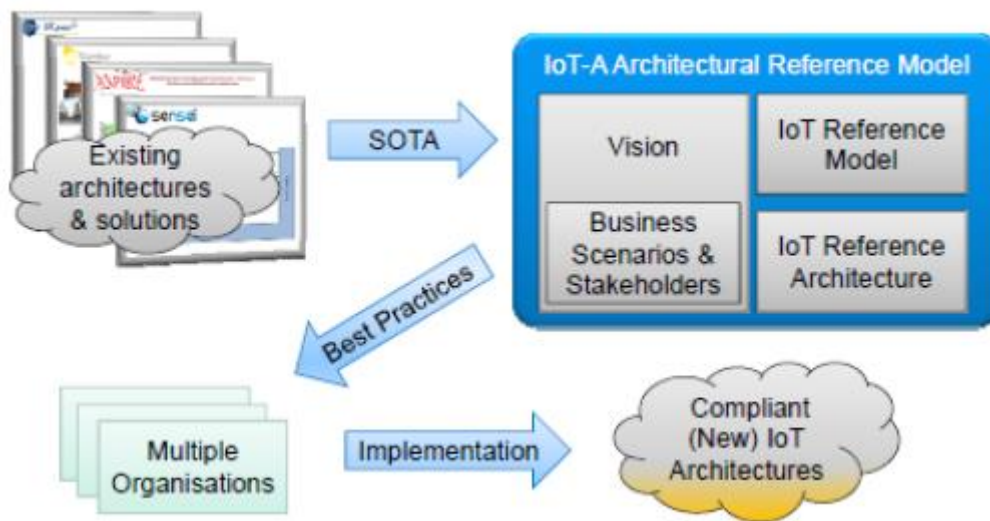 sensei
Existing
architectures
& solutions
SOTA
IoT-A Architectural Reference Model
Vision
Business
Scenarios &
Stakeholders
IoT Reference
Model
IoT Reference
Architecture
Best Practices
Multiple
Organisations
Implementation
Compliant
(New) IoT
Architectures